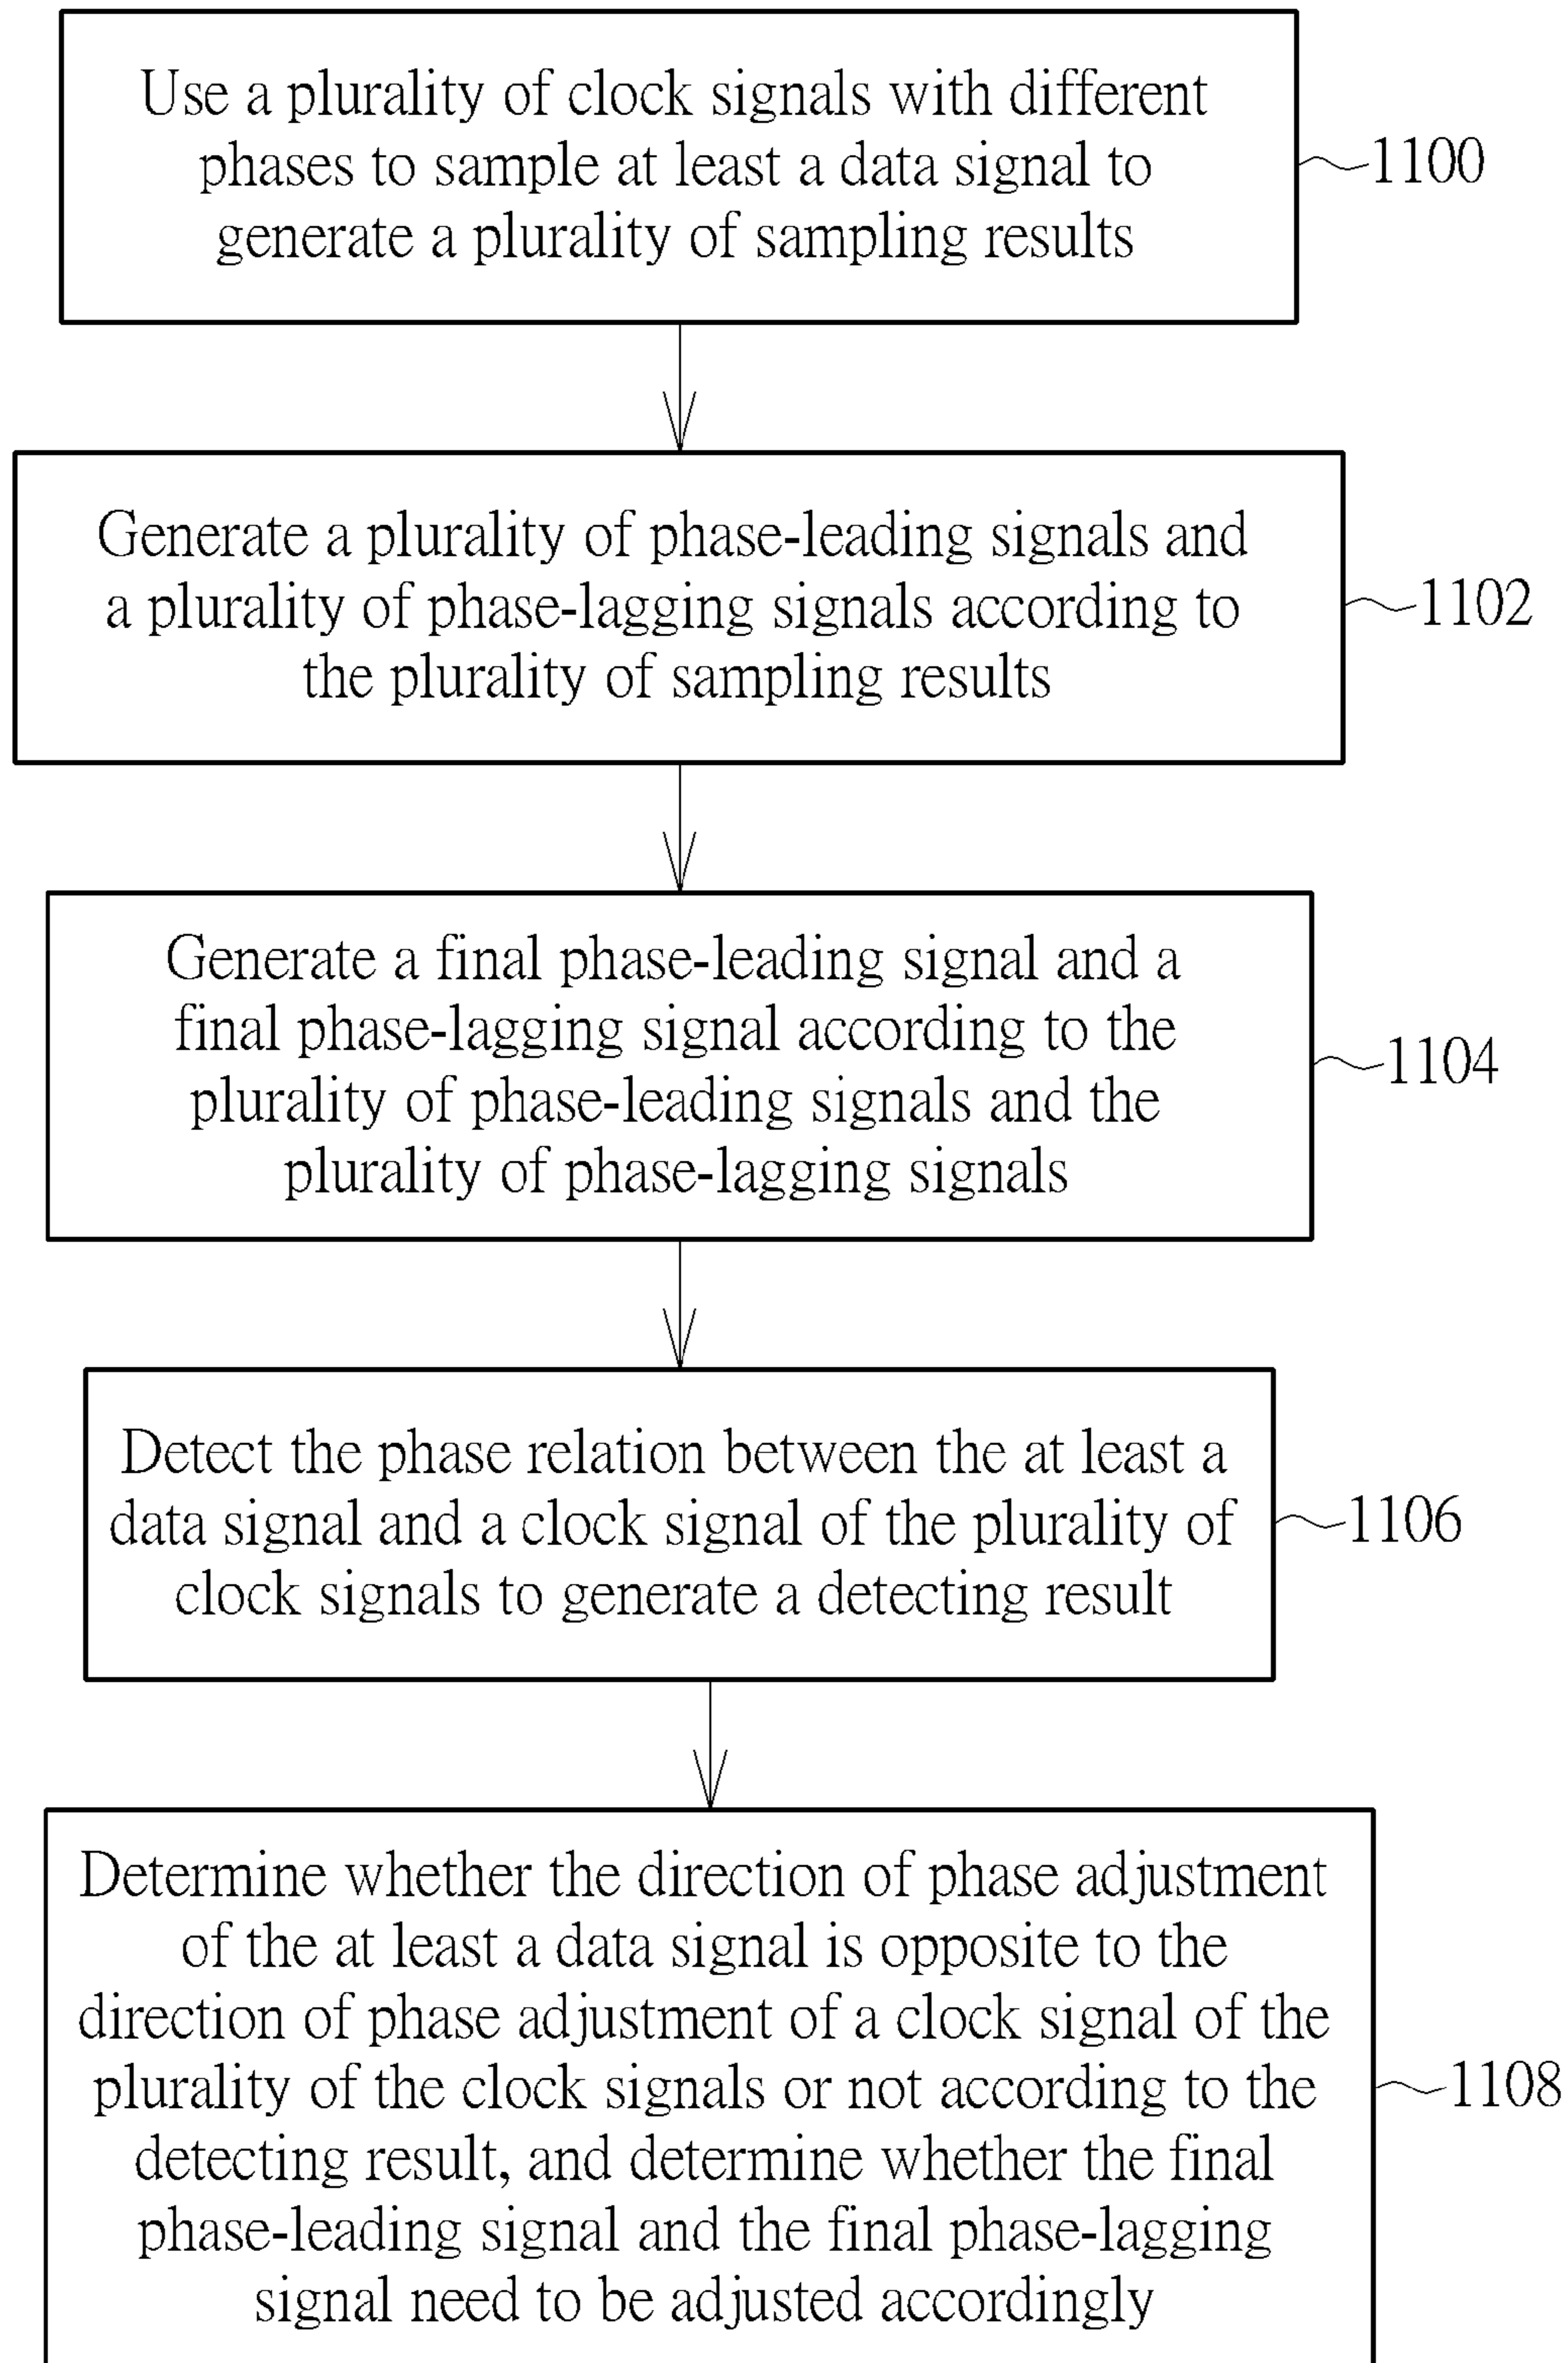 Use a plurality of clock signals with different
phases to sample at least a data signal to
generate a plurality of sampling results
1100
Generate a plurality of phase-leading signals and
a plurality of phase-lagging signals according to
the plurality of sampling results
1102
Generate a final phase-leading signal and a
final phase-lagging signal according to the
plurality of phase-leading signals and the
plurality of phase-lagging signals
1104
Detect the phase relation between the at least a
data signal and a clock signal of the plurality of
clock signals to generate a detecting result
1106
Determine whether the direction of phase adjustment
of the at least a data signal is opposite to the
direction of phase adjustment of a clock signal of the
plurality of the clock signals or not according to the
detecting result, and determine whether the final
phase-leading signal and the final phase-lagging
signal need to be adjusted accordingly
1108